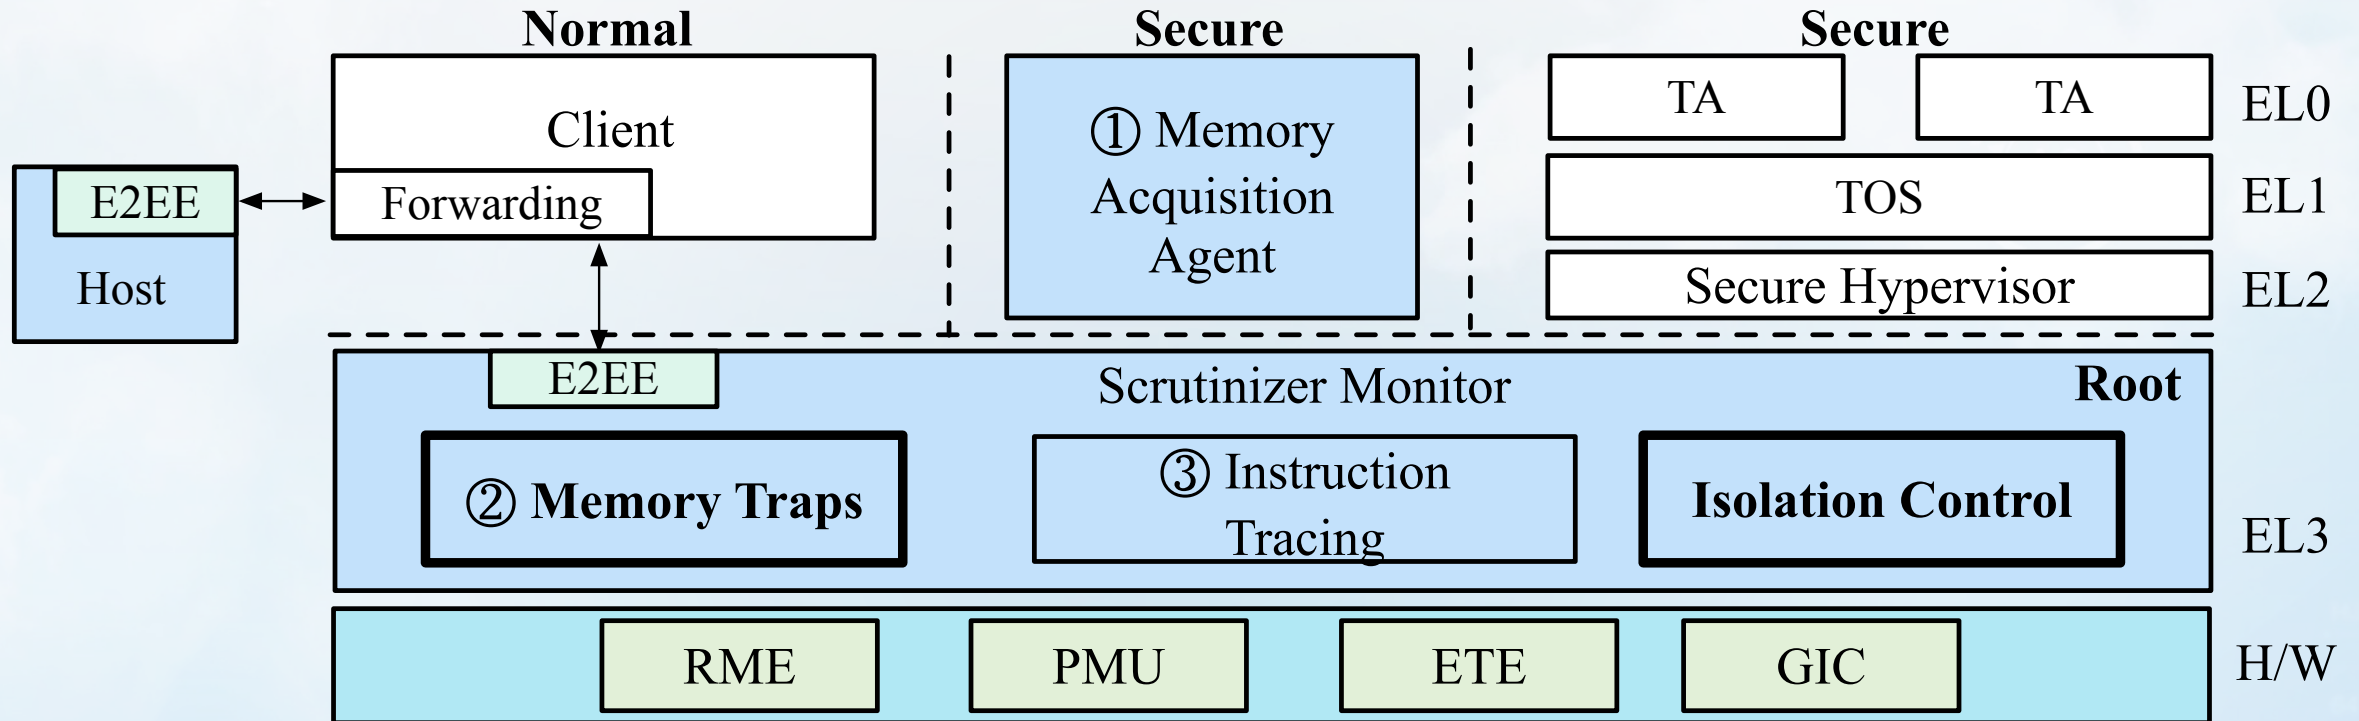 Normal
Secure
Secure
Client
Forwarding
E2EE
Host
① Memory
Acquisition
Agent
TA
TA
EL0
TOS
EL1
Secure Hypervisor
EL2
E2EE
Scrutinizer Monitor
Root
② Memory Traps
③ Instruction
Tracing
Isolation Control
EL3
RME
PMU
ETE
GIC
H/W